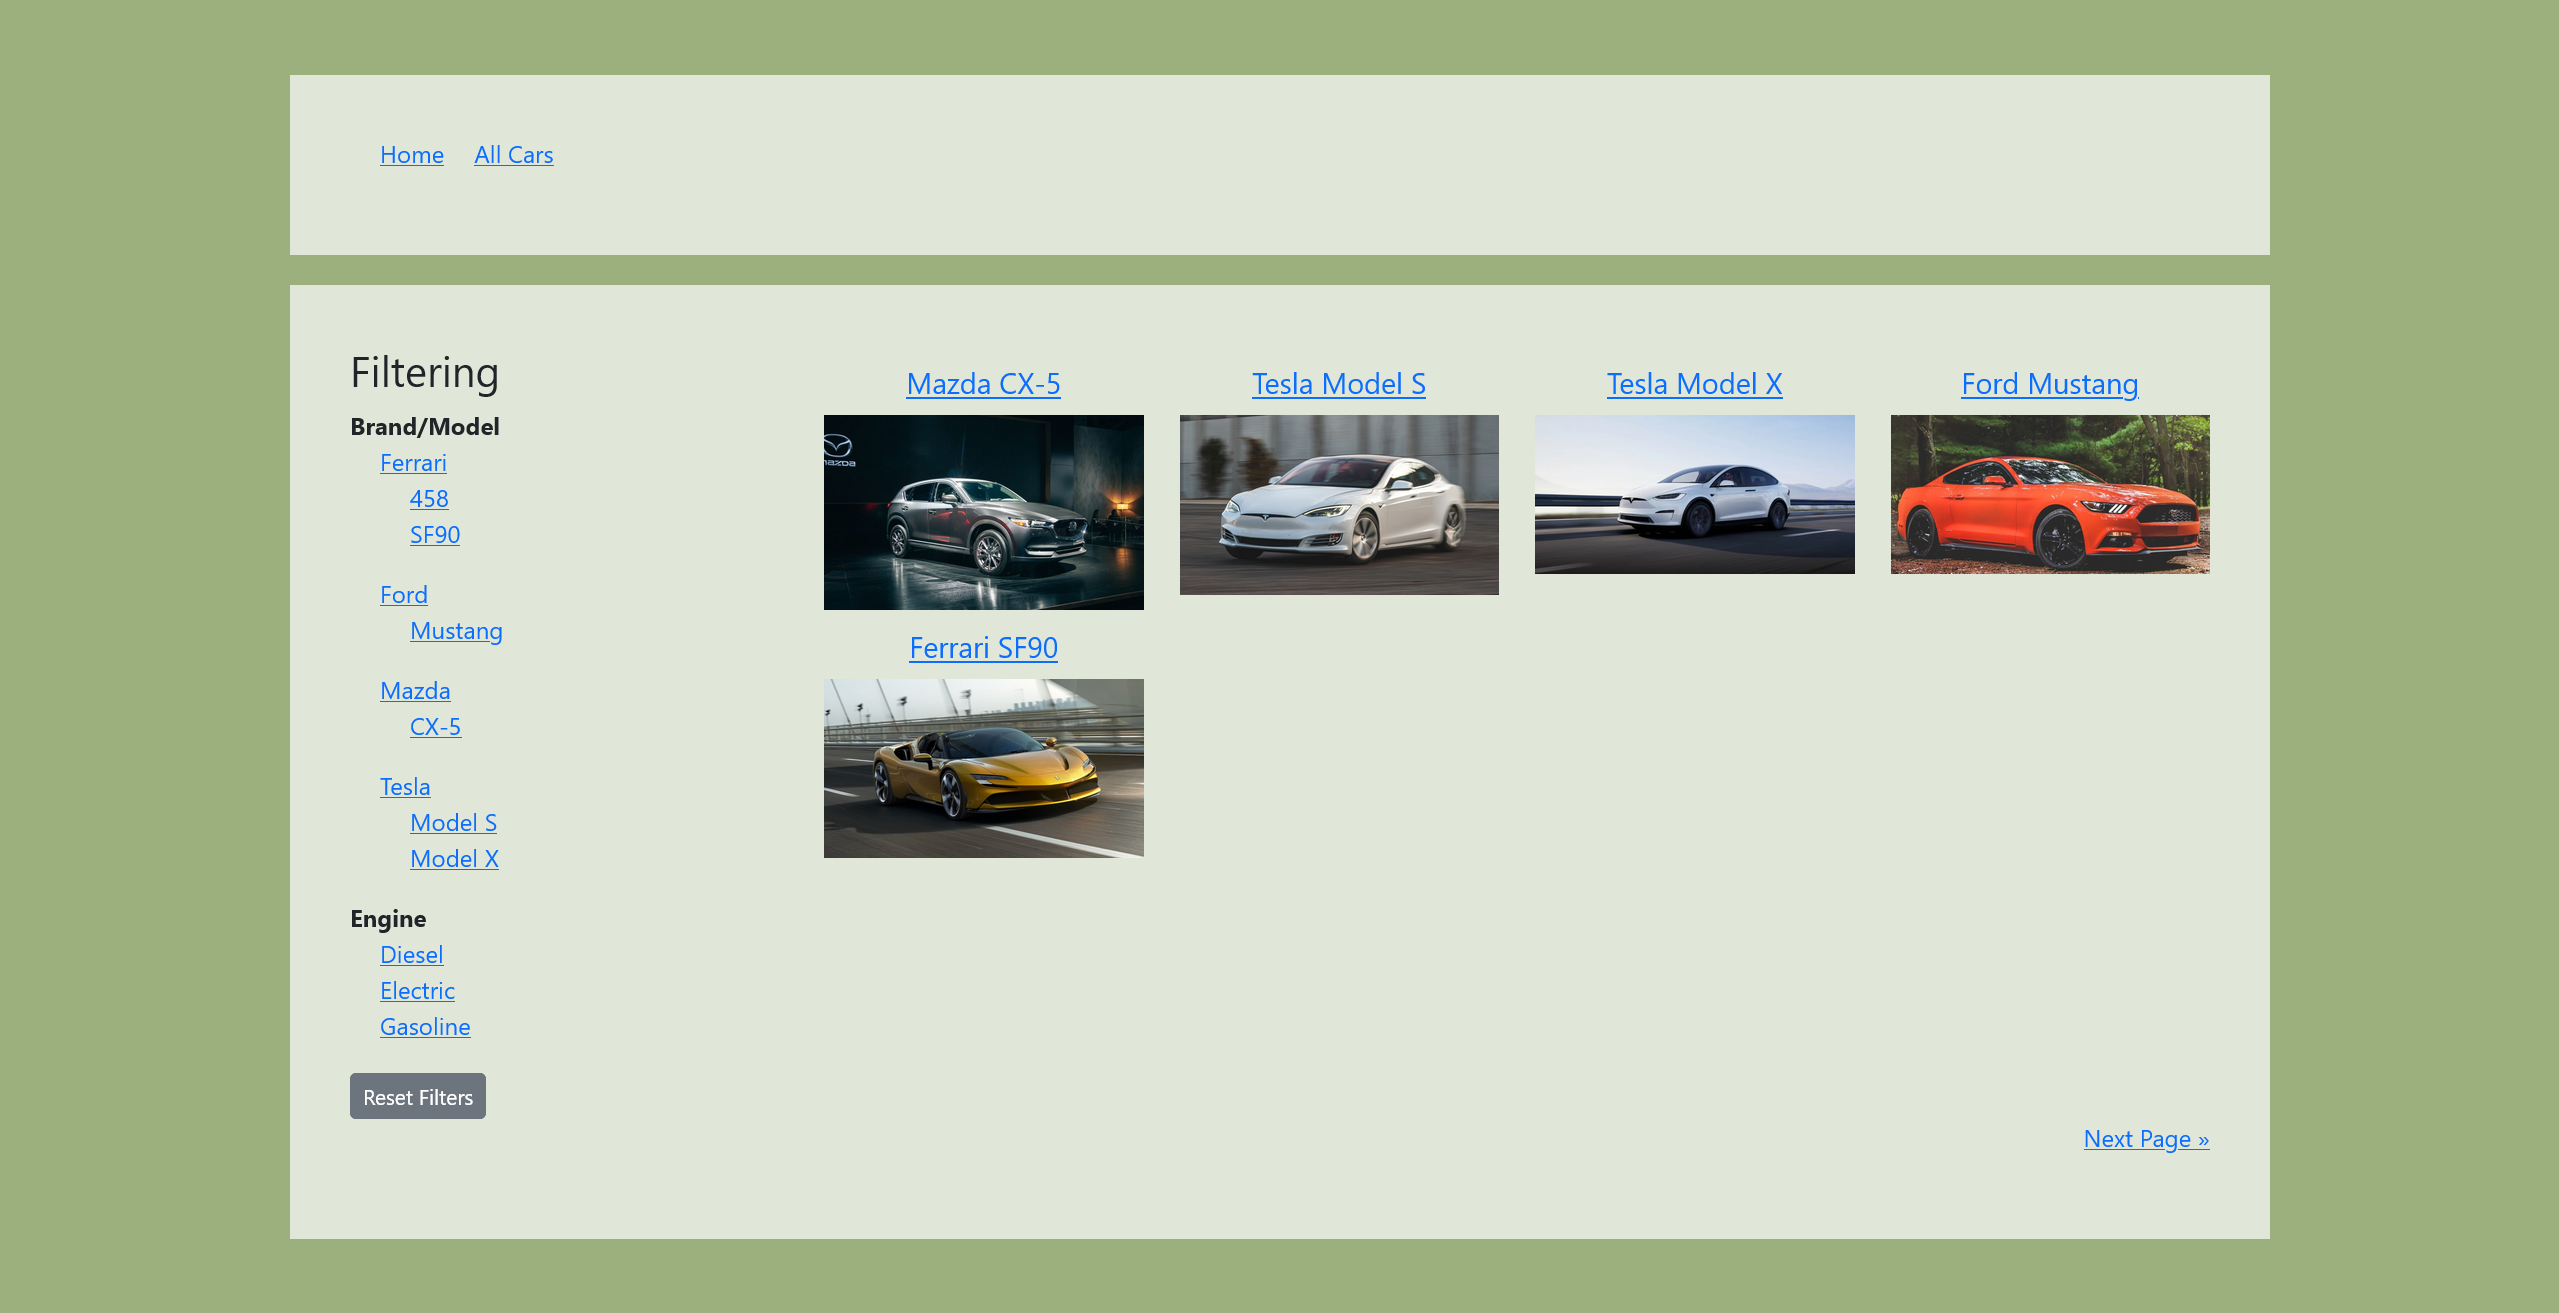 Home All Cars
Filtering
Brand/Model
Ferrari
458
SF90
Ford
Mustang
Mazda
CX-5
Tesla
Model S
Model X
Engine
Diesel
Electric
Gasoline
Reset Filters
Mazda CX-5
mazda
Tesla Model S
Tesla Model X
Ford Mustang
Ferrari SF90
Next Page »